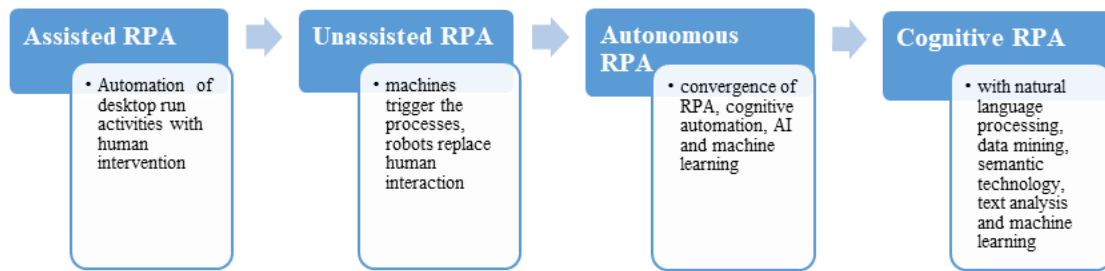 Assisted RPA
• Automation of
desktop run
activities with
human
intervention
Unassisted RPA
• machines
trigger the
processes,
robots replace
human
interaction
Autonomous
RPA
• convergence of
RPA, cognitive
automation, AI
and machine
learning
Cognitive RPA
• with natural
language
processing,
data mining,
semantic
technology,
text analysis
and machine
learning